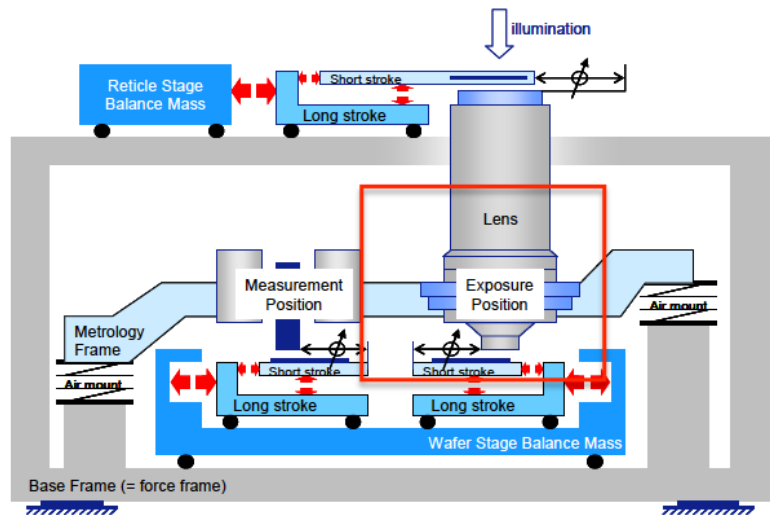 illumination
Reticle Stage
Balance Mass
Short stroke
Long stroke
Lens
Measurement
Position
Exposure
Position
Metrology
Frame
Air mount
Air mount
Short stroke
Short stroke
Long stroke
Long stroke
Wafer Stage Balance Mass
Base Frame (= force frame)